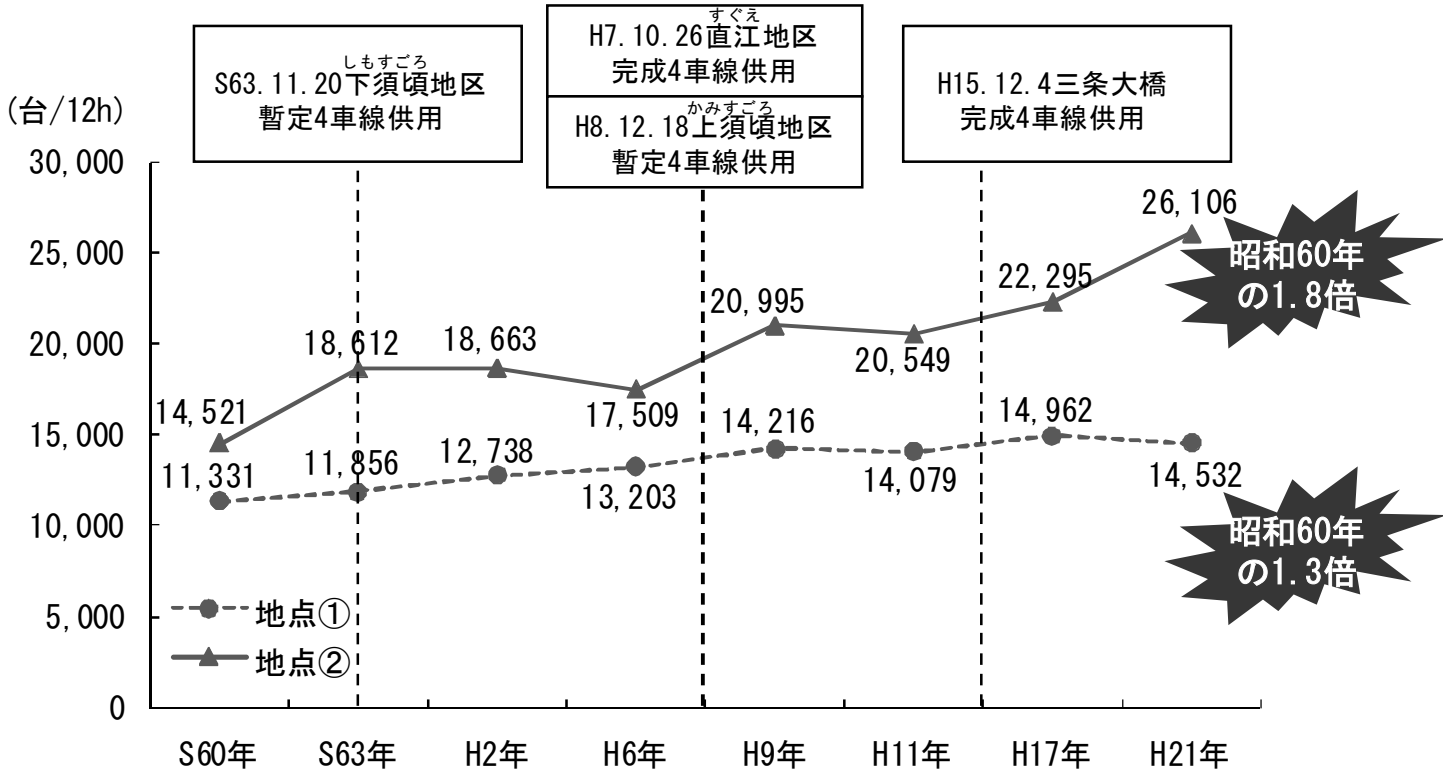 しもすごろ
S63.11.20下須頃地区
暫定4車線供用
すぐえ
H7.10.26直江地区
完成4車線供用
かみすごろ
H8.12.18上須頃地区
暫定4車線供用
H15.12.4三条大橋
完成4車線供用
(台/12h)
30,000
25,000
20,000
15,000
10,000
5,000
0
14,521
18,612
18,663
17,509
20,995
20,549
22,295
26,106
11,331
11,856
12,738
13,203
14,216
14,079
14,962
14,532
昭和60年
の1.8倍
昭和60年
の1.3倍
地点①
地点②
S60年
S63年
H2年
H6年
H9年
H11年
H17年
H21年